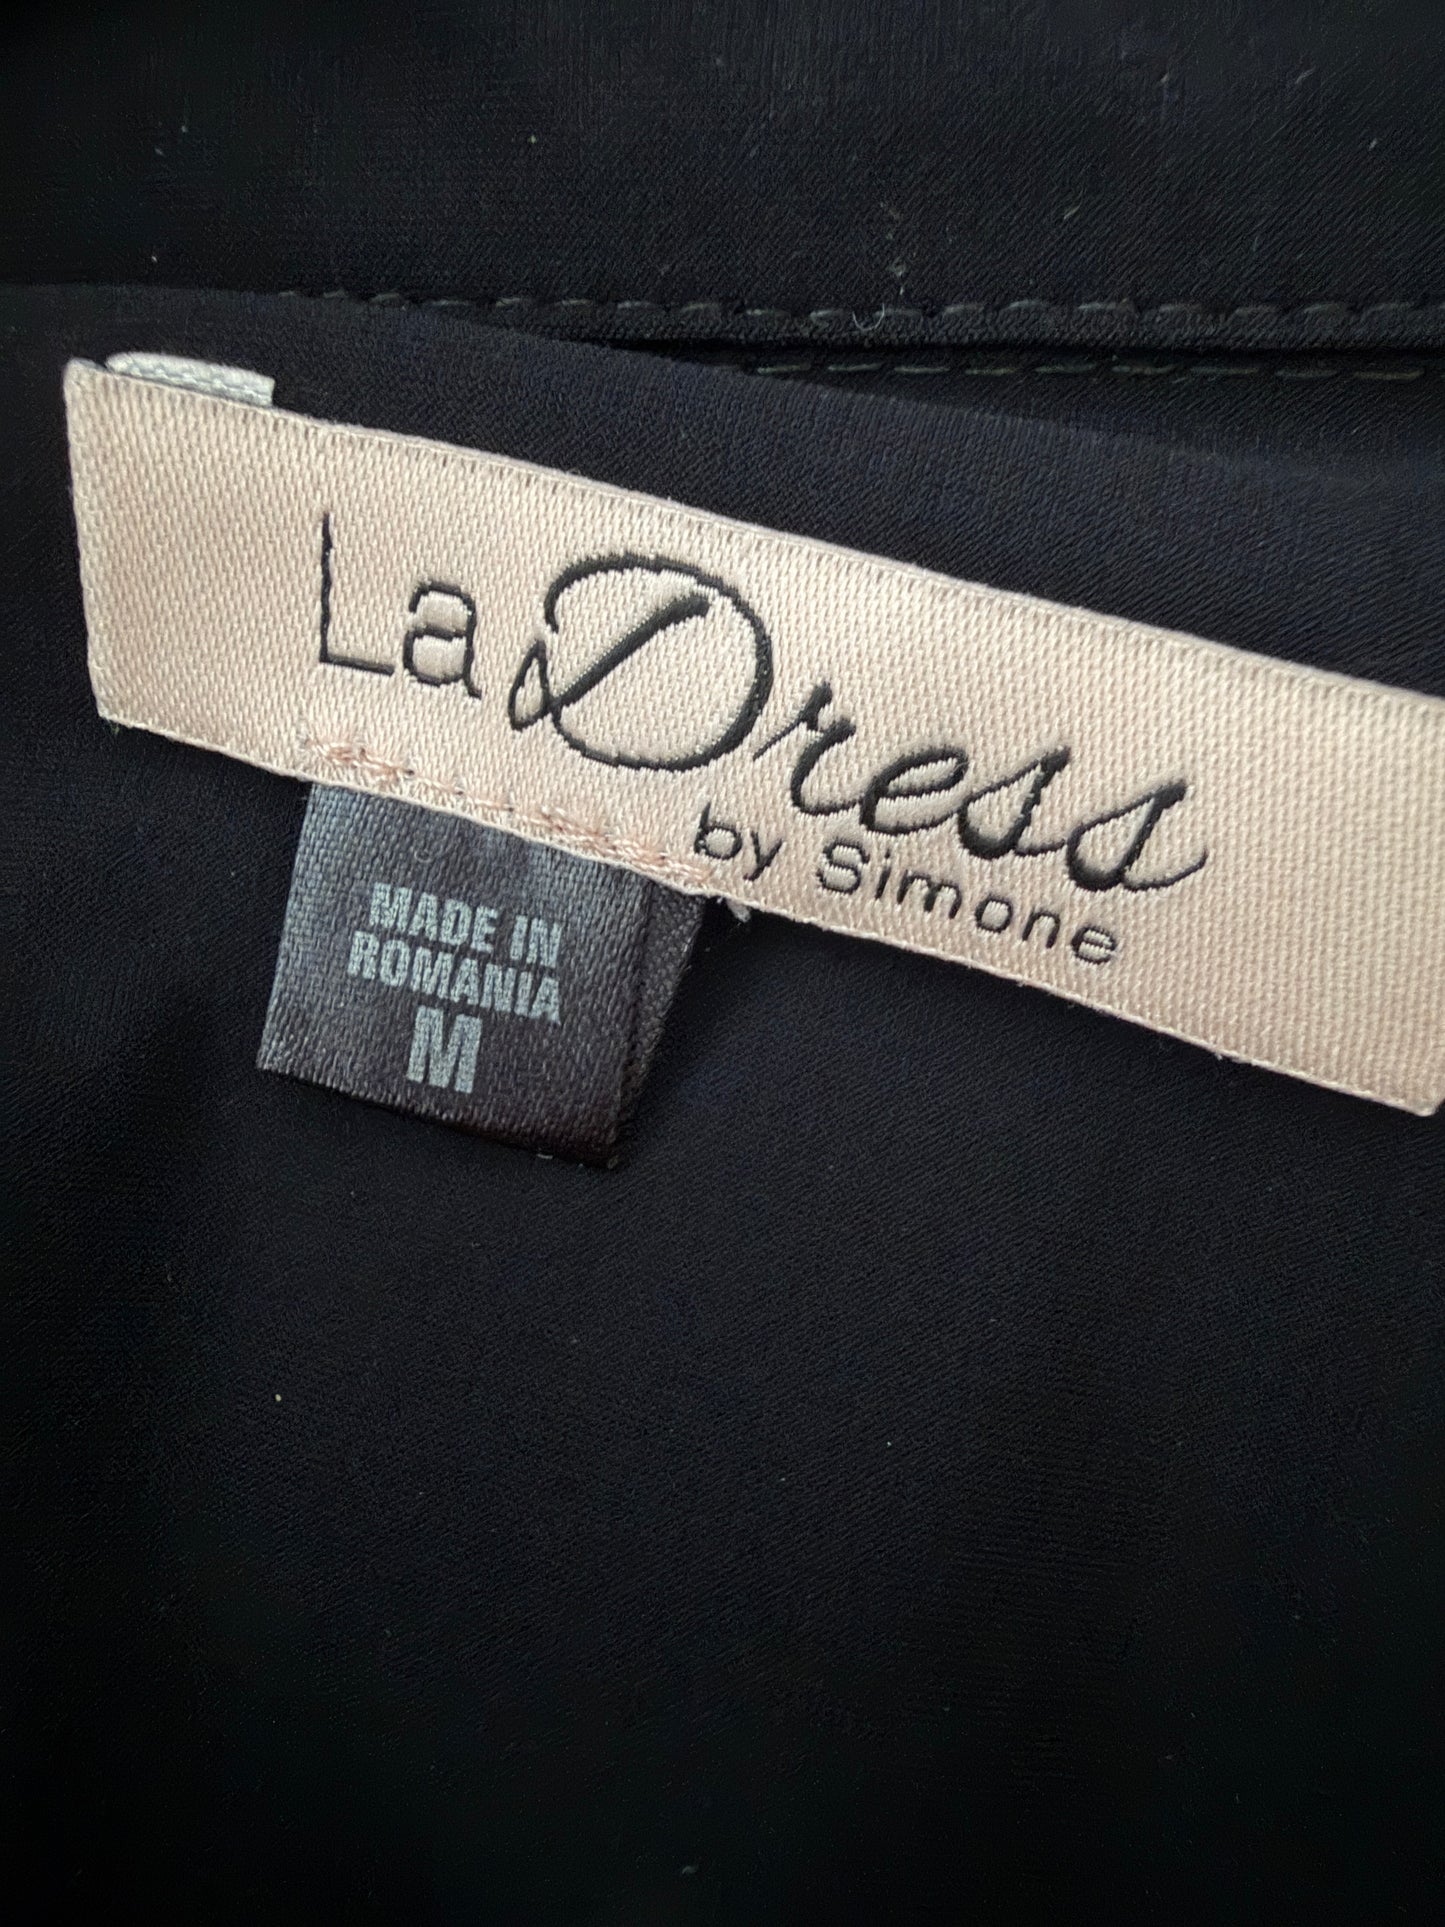 La Dress
by Simone
MADE IN
ROMANIA
M